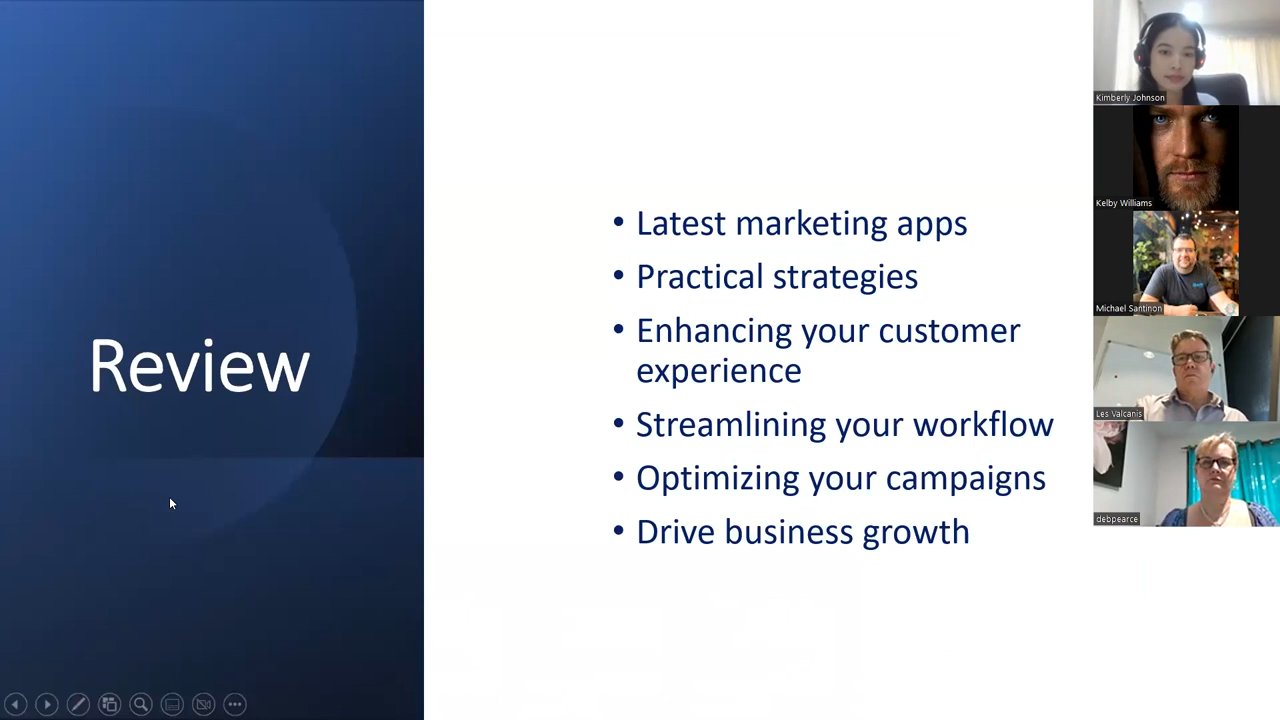 Review
• Latest marketing apps
• Practical strategies
• Enhancing your customer
experience
• Streamlining your workflow
• Optimizing your campaigns
• Drive business growth
Kimberly Johnson
Kelby Williams
Michael Santinon
Les Valcanis
debpearce